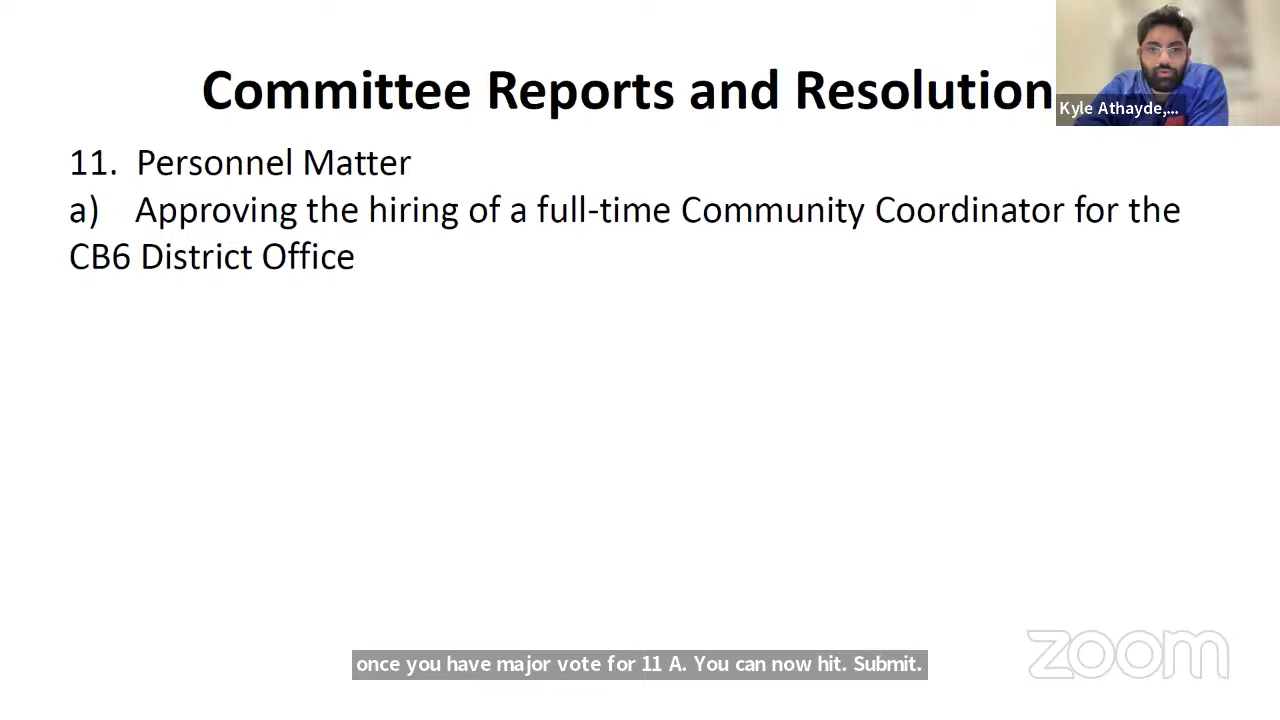 Committee Reports and Resolution
Kyle Athayde,...
11. Personnel Matter
a) Approving the hiring of a full-time Community Coordinator for the
CB6 District Office
once you have major vote for 11 A. You can now hit. Submit.
zoom